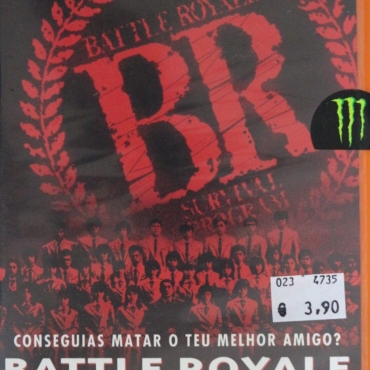 BATTLE ROYALE
BR
SURVIVAL
PROGRAM
023 4735
€ 3,90
CONSEGUIAS MATAR O TEU MELHOR AMIGO?
BATTLE ROYALE